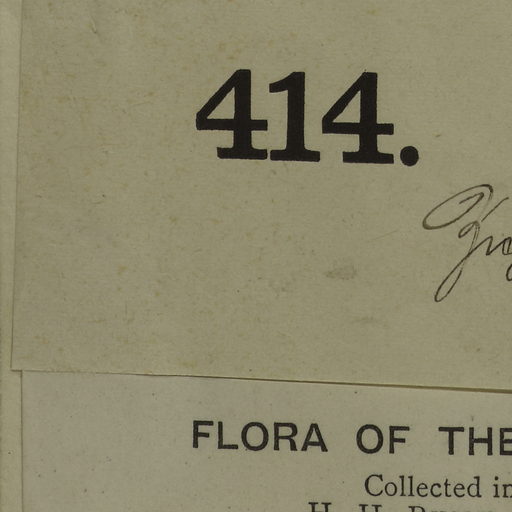 414.
FLORA OF THE
Collected in
H. H.